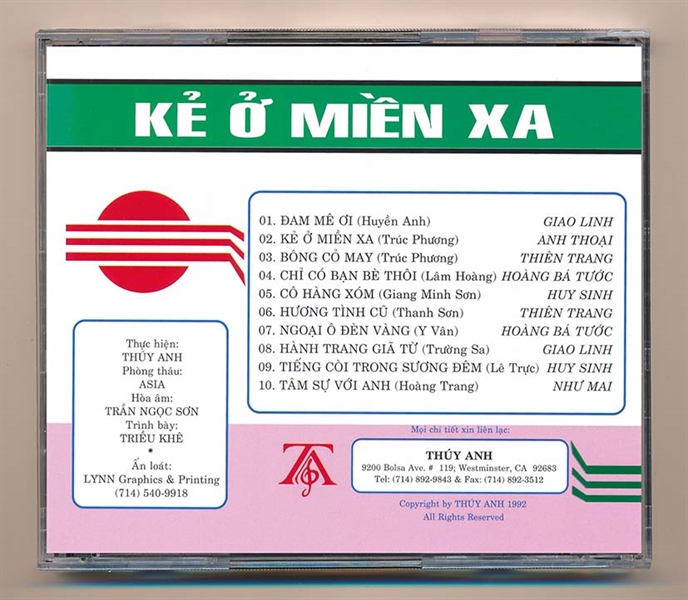 KẺ Ở MIỀN XA
01. ĐAM MÊ ƠI (Huyền Anh) GIAO LINH
02. KẺ Ở MIỀN XA (Trúc Phương) ANH THOẠI
03. BÔNG CỎ MAY (Trúc Phương) THIÊN TRANG
04. CHỈ CÓ BẠN BÈ THÔI (Lâm Hoàng) HOÀNG BÁ TƯỚC
05. CÔ HÀNG XÓM (Giang Minh Sơn) HUY SINH
06. HƯƠNG TÌNH CŨ (Thanh Sơn) THIÊN TRANG
07. NGOẠI Ô ĐÈN VÀNG (Y Vân) HOÀNG BÁ TƯỚC
08. HÀNH TRANG GIÃ TỪ (Trường Sa) GIAO LINH
09. TIẾNG CÒI TRONG SƯƠNG ĐÊM (Lê Trực) HUY SINH
10. TÂM SỰ VỚI ANH (Hoàng Trang) NHƯ MAI
Thực hiện:
THÚY ANH
Phòng thâu:
ASIA
Hòa âm:
TRẦN NGỌC SƠN
Trình bày:
TRIỀU KHÊ
*
Ấn loát:
LYNN Graphics & Printing
(714) 540-9918
Mọi chi tiết xin liên lạc:
THÚY ANH
9200 Bolsa Ave. # 119; Westminster, CA 92683
Tel: (714) 892-9843 & Fax: (714) 892-3512
Copyright by THÚY ANH 1992
All Rights Reserved